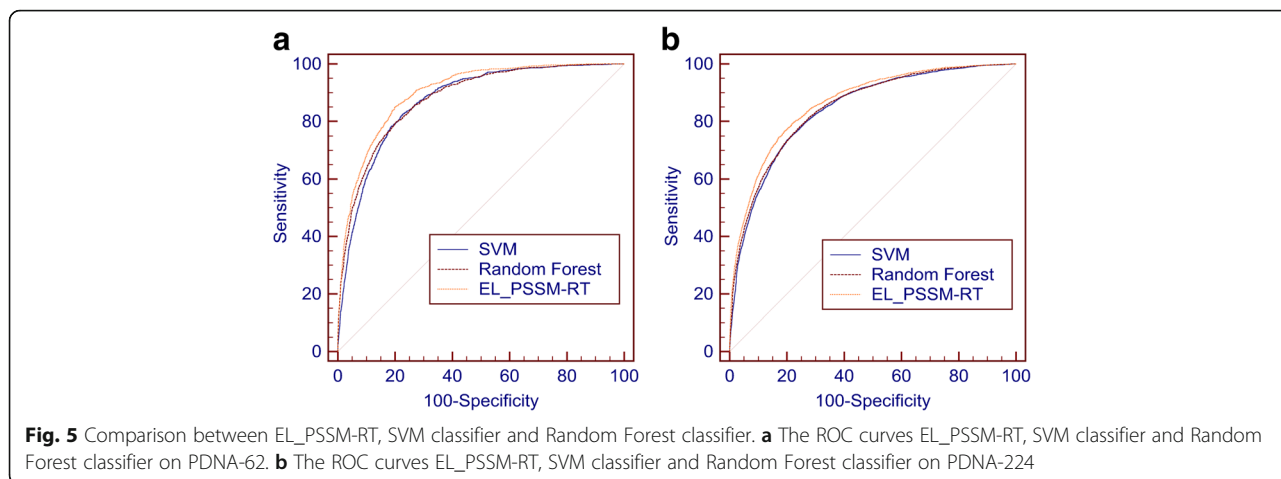 a
100
80
60
40
20
0
Sensitivity
SVM
Random Forest
EL_PSSM-RT
0 20 40 60 80 100
100-Specificity
b
100
80
60
40
20
0
Sensitivity
SVM
Random Forest
EL_PSSM-RT
0 20 40 60 80 100
100-Specificity
Fig. 5 Comparison between EL_PSSM-RT, SVM classifier and Random Forest classifier. a The ROC curves EL_PSSM-RT, SVM classifier and Random
Forest classifier on PDNA-62. b The ROC curves EL_PSSM-RT, SVM classifier and Random Forest classifier on PDNA-224